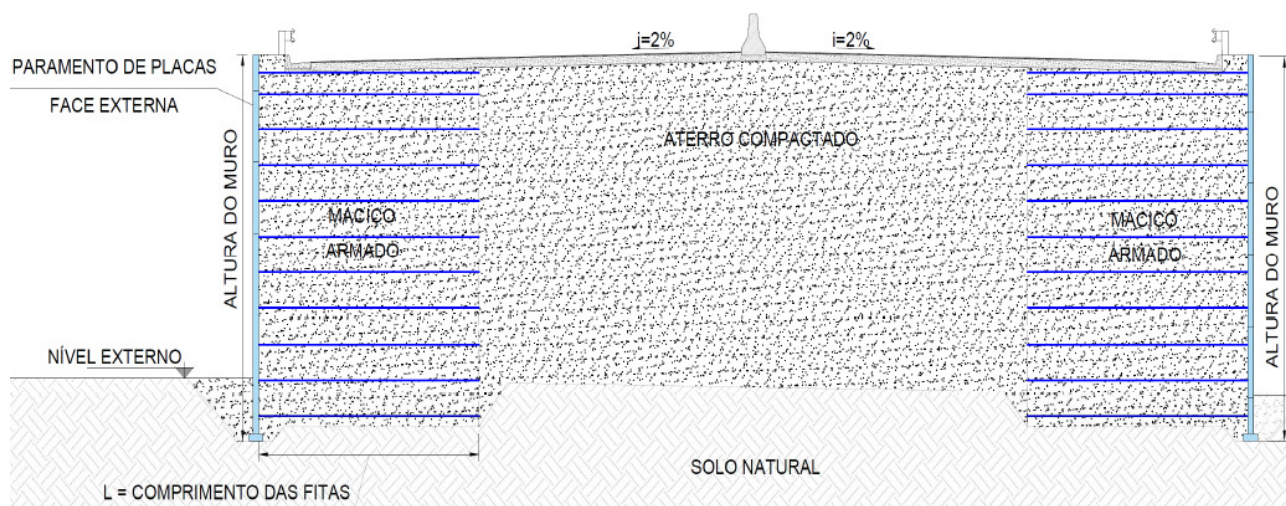 j=2%
i=2%
PARAMENTO DE PLACAS
FACE EXTERNA
ALTURA DO MURO
ATERRO COMPACTADO
MACIÇO
ARMADO
MACIÇO
ARMADO
ALTURA DO MURO
NÍVEL EXTERNO
SOLO NATURAL
L = COMPRIMENTO DAS FITAS